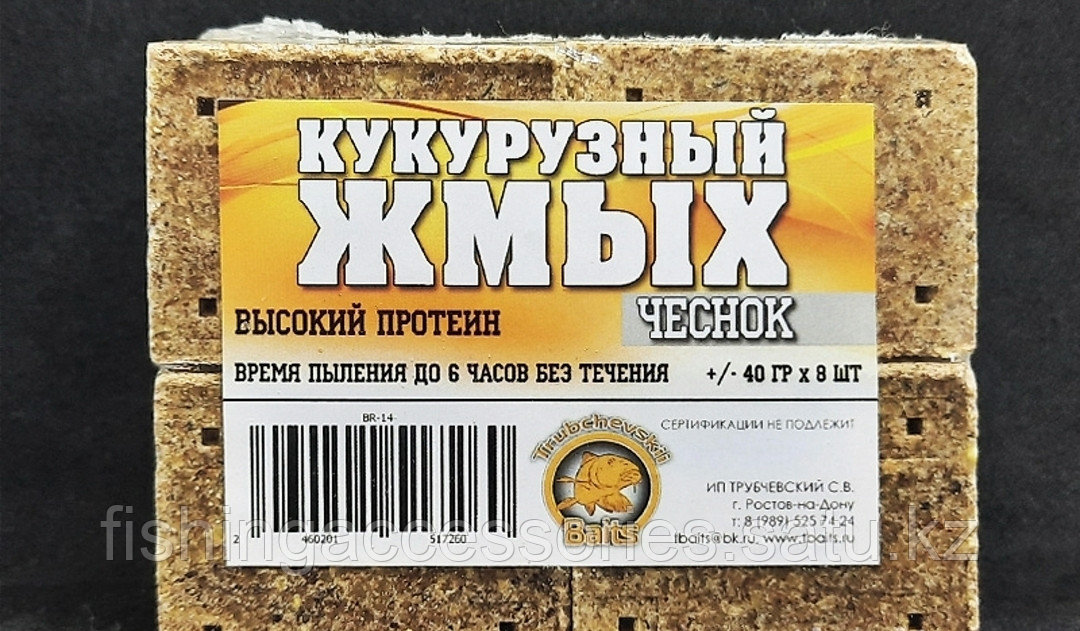 КУКУРУЗНЫЙ
ЖМЫХ
ЧЕСНОК
ВЫСОКИЙ ПРОТЕИН
ВРЕМЯ ПЫЛЕНИЯ ДО 6 ЧАСОВ БЕЗ ТЕЧЕНИЯ +/- 40 ГР х 8 ШТ
BR-14
СЕРТИФИКАЦИИ НЕ ПОДЛЕЖИТ
Trubchevskii
Baits
ИП ТРУБЧЕВСКИЙ С.В.
г. Ростов-на-Дону
т: 8 (989)-525 74-24
tbaits@bk.ru, www.tbaits.ru
2 460201 517260
fishingaccessories.satu.kz